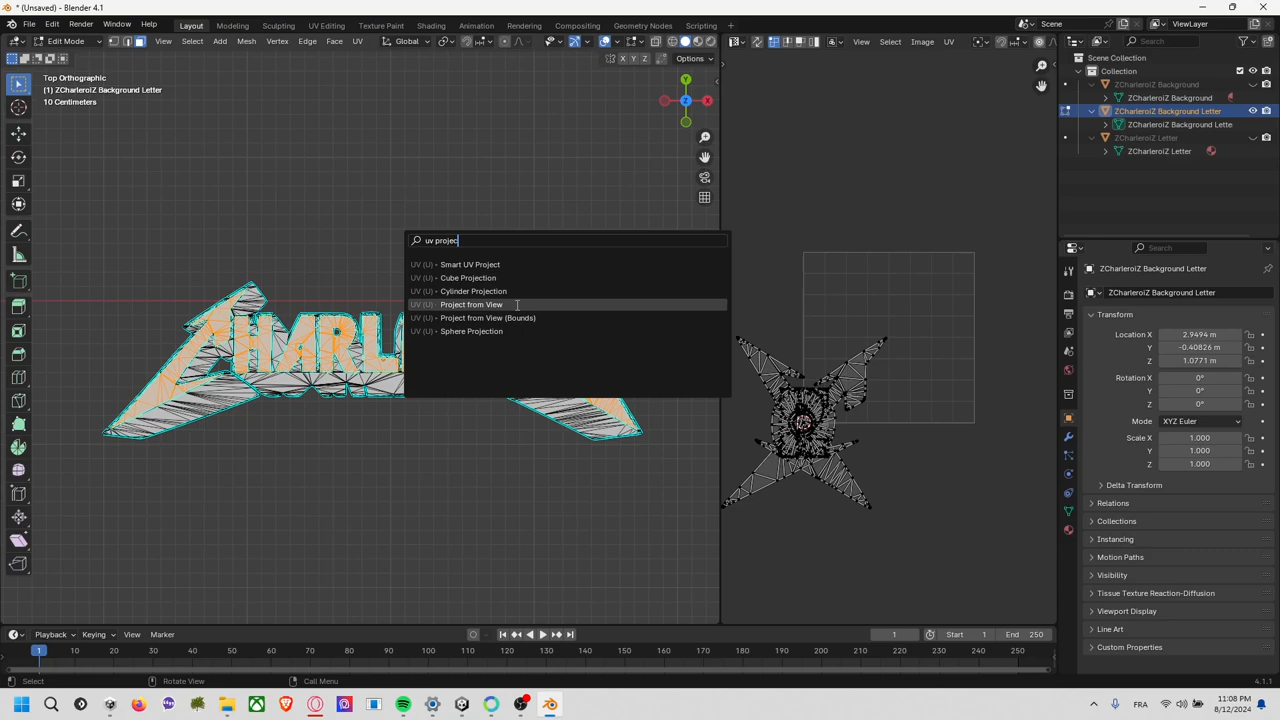 * (Unsaved) - Blender 4.1
File Edit Render Window Help
Layout Modeling Sculpting UV Editing Texture Paint Shading Animation Rendering Compositing Geometry Nodes Scripting +
Scene
ViewLayer
Edit Mode
View Select Add Mesh Vertex Edge Face UV
Global
View Select Image UV
Search
X Y Z
Options
Top Orthographic
(1) ZCharleroiZ Background Letter
10 Centimeters
Y
X
Z
Scene Collection
Collection
ZCharleroiZ Background
ZCharleroiZ Background
ZCharleroiZ Background Letter
ZCharleroiZ Background Lette
ZCharleroiZ Letter
ZCharleroiZ Letter
uv projec
UV (U) ▸ Smart UV Project
UV (U) ▸ Cube Projection
UV (U) ▸ Cylinder Projection
UV (U) ▸ Project from View
UV (U) ▸ Project from View (Bounds)
UV (U) ▸ Sphere Projection
Search
ZCharleroiZ Background Letter
ZCharleroiZ Background Letter
Transform
Location X 2.9494 m
Y -0.40826 m
Z 1.0771 m
Rotation X 0°
Y 0°
Z 0°
Mode XYZ Euler
Scale X 1.000
Y 1.000
Z 1.000
Delta Transform
Relations
Collections
Instancing
Motion Paths
Visibility
Tissue Texture Reaction-Diffusion
Viewport Display
Line Art
Custom Properties
Playback Keying View Marker
1
Start 1
End 250
1 10 20 30 40 50 60 70 80 90 100 110 120 130 140 150 160 170 180 190 200 210 220 230 240 250
Select
Rotate View
Call Menu
4.1.1
FRA
11:08 PM
8/12/2024